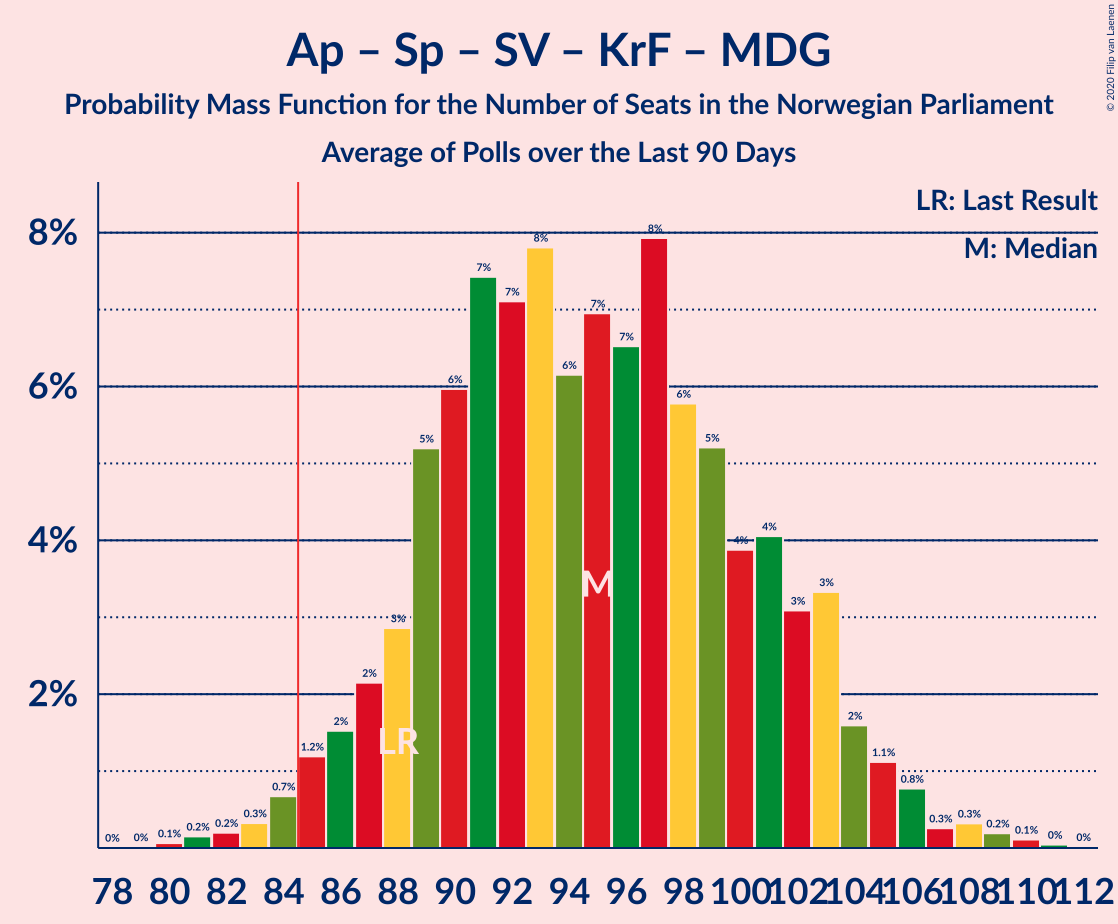 Ap – Sp – SV – KrF – MDG
Probability Mass Function for the Number of Seats in the Norwegian Parliament
Average of Polls over the Last 90 Days
© 2020 Filip van Laenen
LR: Last Result
M: Median
8%
6%
4%
2%
0% 0% 0.1% 0.2% 0.2% 0.3% 0.7% 1.2% 2% 2% 3% 5% 6% 7% 7% 8% 6% 7% 7% 8% 6% 5% 4% 4% 3% 3% 2% 1.1% 0.8% 0.3% 0.3% 0.2% 0.1% 0% 0%
M
LR
78 80 82 84 86 88 90 92 94 96 98 100 102 104 106 108 110 112